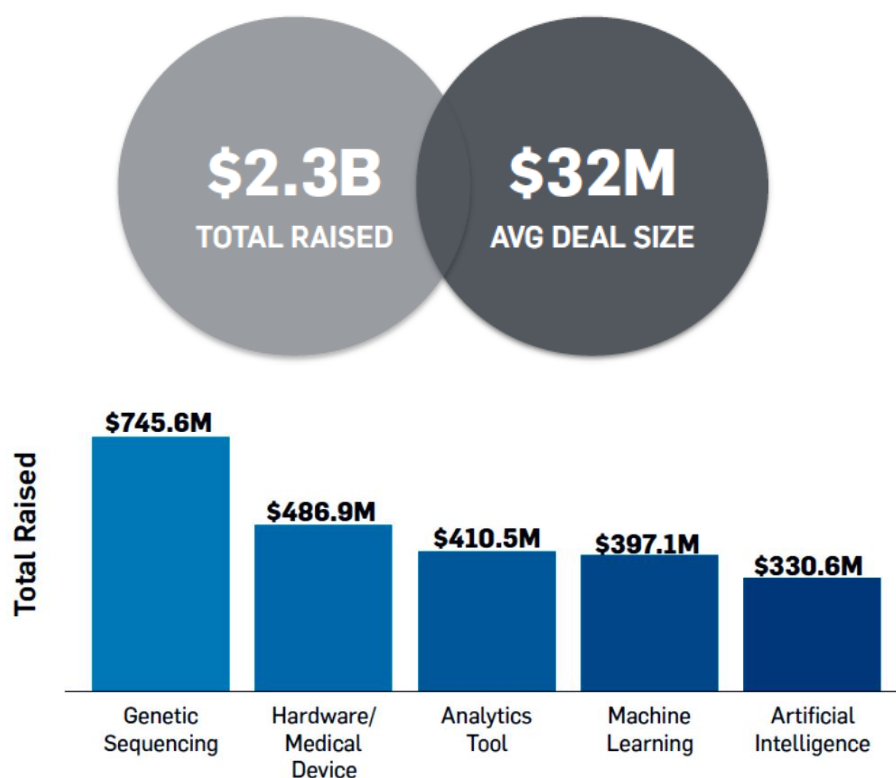 $2.3B
TOTAL RAISED
$32M
AVG DEAL SIZE
Total Raised
$745.6M
$486.9M
$410.5M
$397.1M
$330.6M
Genetic
Sequencing
Hardware/
Medical
Device
Analytics
Tool
Machine
Learning
Artificial
Intelligence